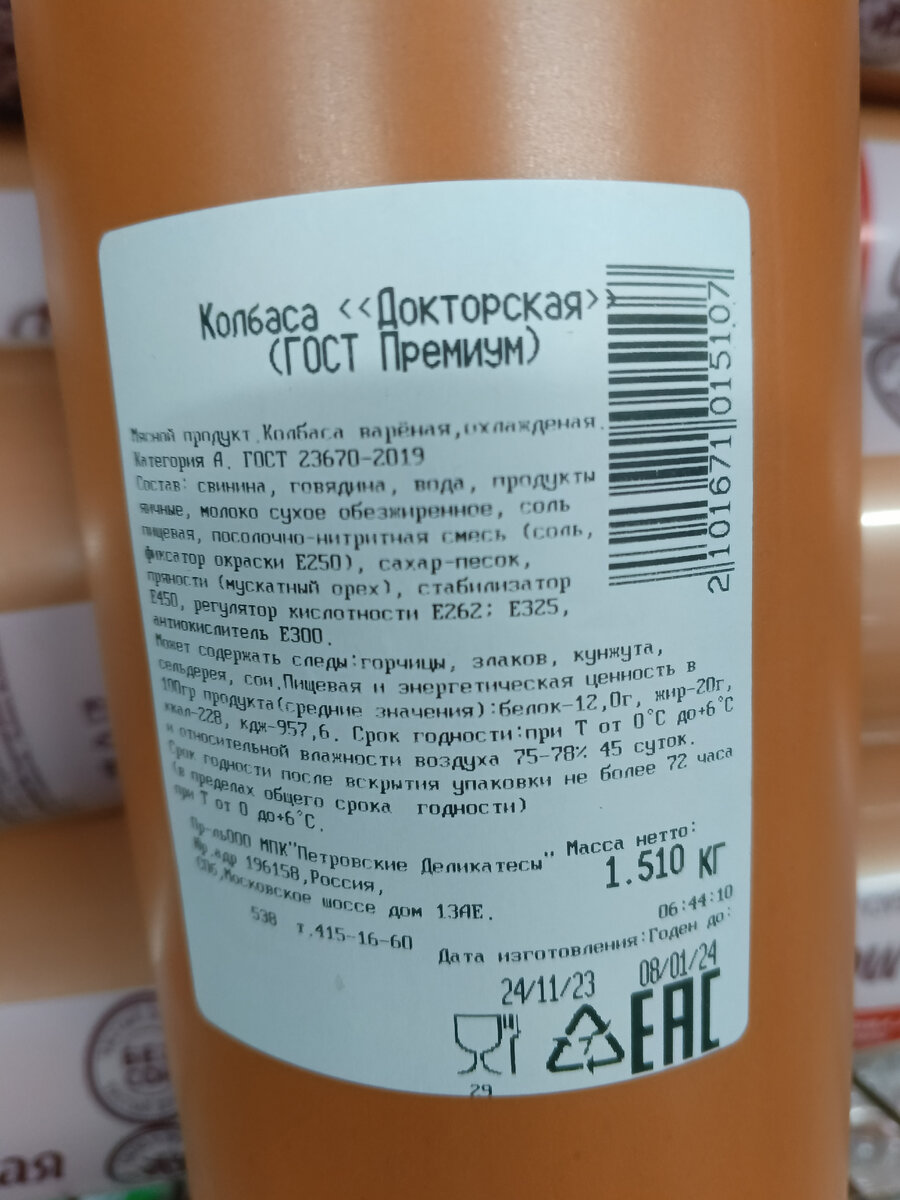 Колбаса <<Докторская>>
(ГОСТ Премиум)
Мясной продукт.Колбаса варёная,охлажденая.
Категория А. ГОСТ 23670-2019
Состав: свинина, говядина, вода, продукты
яичные, молоко сухое обезжиренное, соль
пищевая, посолочно-нитритная смесь (соль,
фиксатор окраски Е250), сахар-песок,
пряности (мускатный орех), стабилизатор
Е450, регулятор кислотности Е262: Е325,
антиокислитель Е300.
Может содержать следы:горчицы, злаков, кунжута,
сельдерея, сои.Пищевая и энергетическая ценность в
100гр продукта(средние значения):белок-12,0г, жир-20г,
ккал-228, кдж-957,6. Срок годности:при Т от 0°С до+6°С
и относительной влажности воздуха 75-78% 45 суток.
Срок годности после вскрытия упаковки не более 72 часа
(в пределах общего срока годности)
при Т от 0 до+6°С.
Пр-льООО МПК"Петровские Деликатесы"
Юр.адр 196158,Россия,
СПб,Московское шоссе дом 13АЕ.
538 т.415-16-60
Масса нетто:
1.510 КГ
06:44:10
Дата изготовления:Годен до:
24/11/23 08/01/24
7
EAC
29
2101671015107
БЕЗ
СОИ
ая